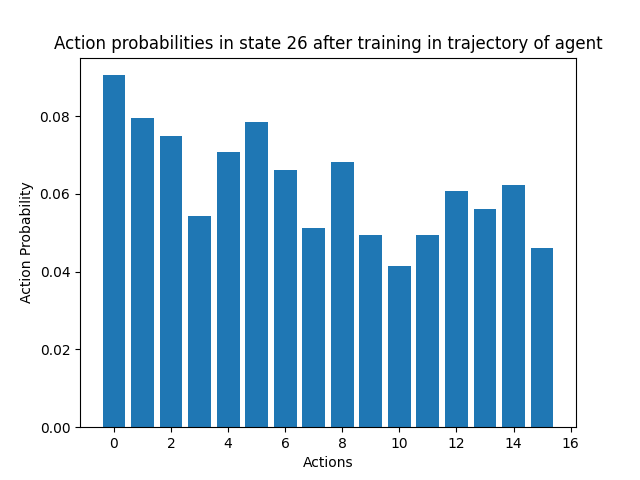 Action probabilities in state 26 after training in trajectory of agent
0.08
0.06
0.04
0.02
0.00
Action Probability
0 2 4 6 8 10 12 14 16
Actions